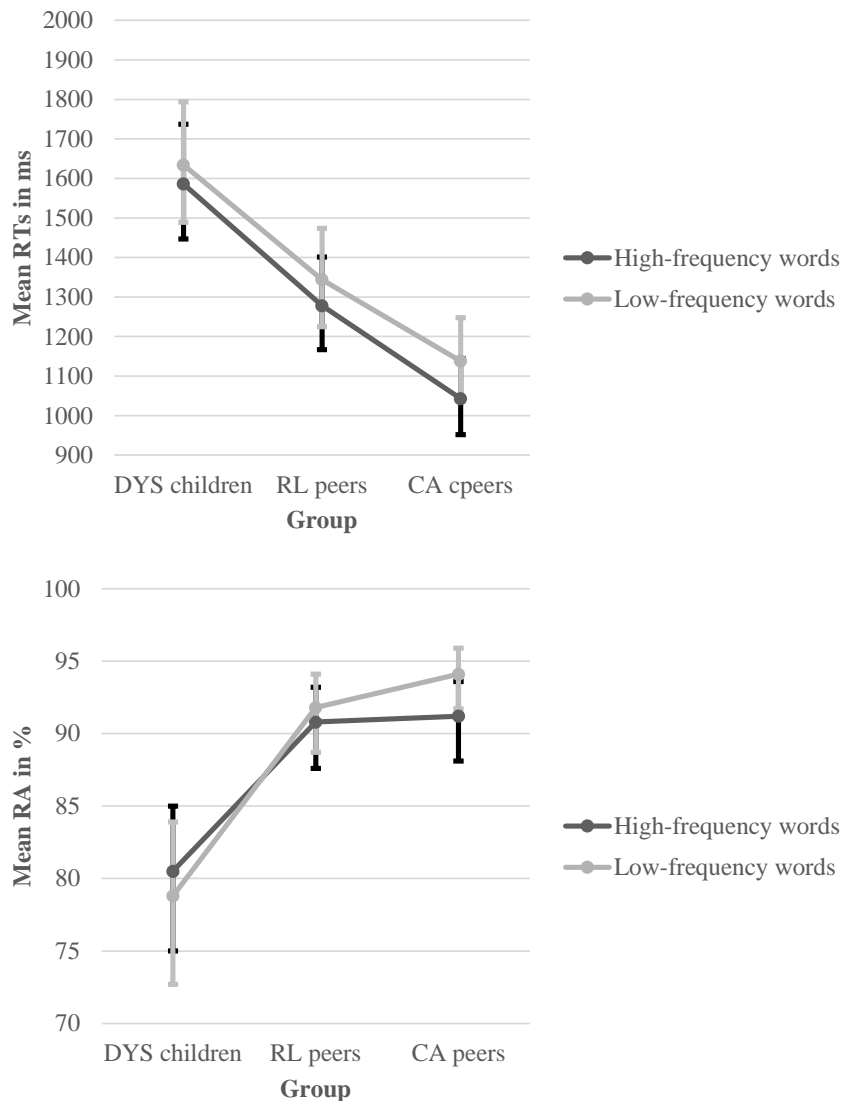 2000
1900
1800
1700
1600
1500
1400
1300
1200
1100
1000
900
Mean RTs in ms
DYS children RL peers CA cpeers
Group
High-frequency words
Low-frequency words
100
95
90
85
80
75
70
Mean RA in %
DYS children RL peers CA peers
Group
High-frequency words
Low-frequency words